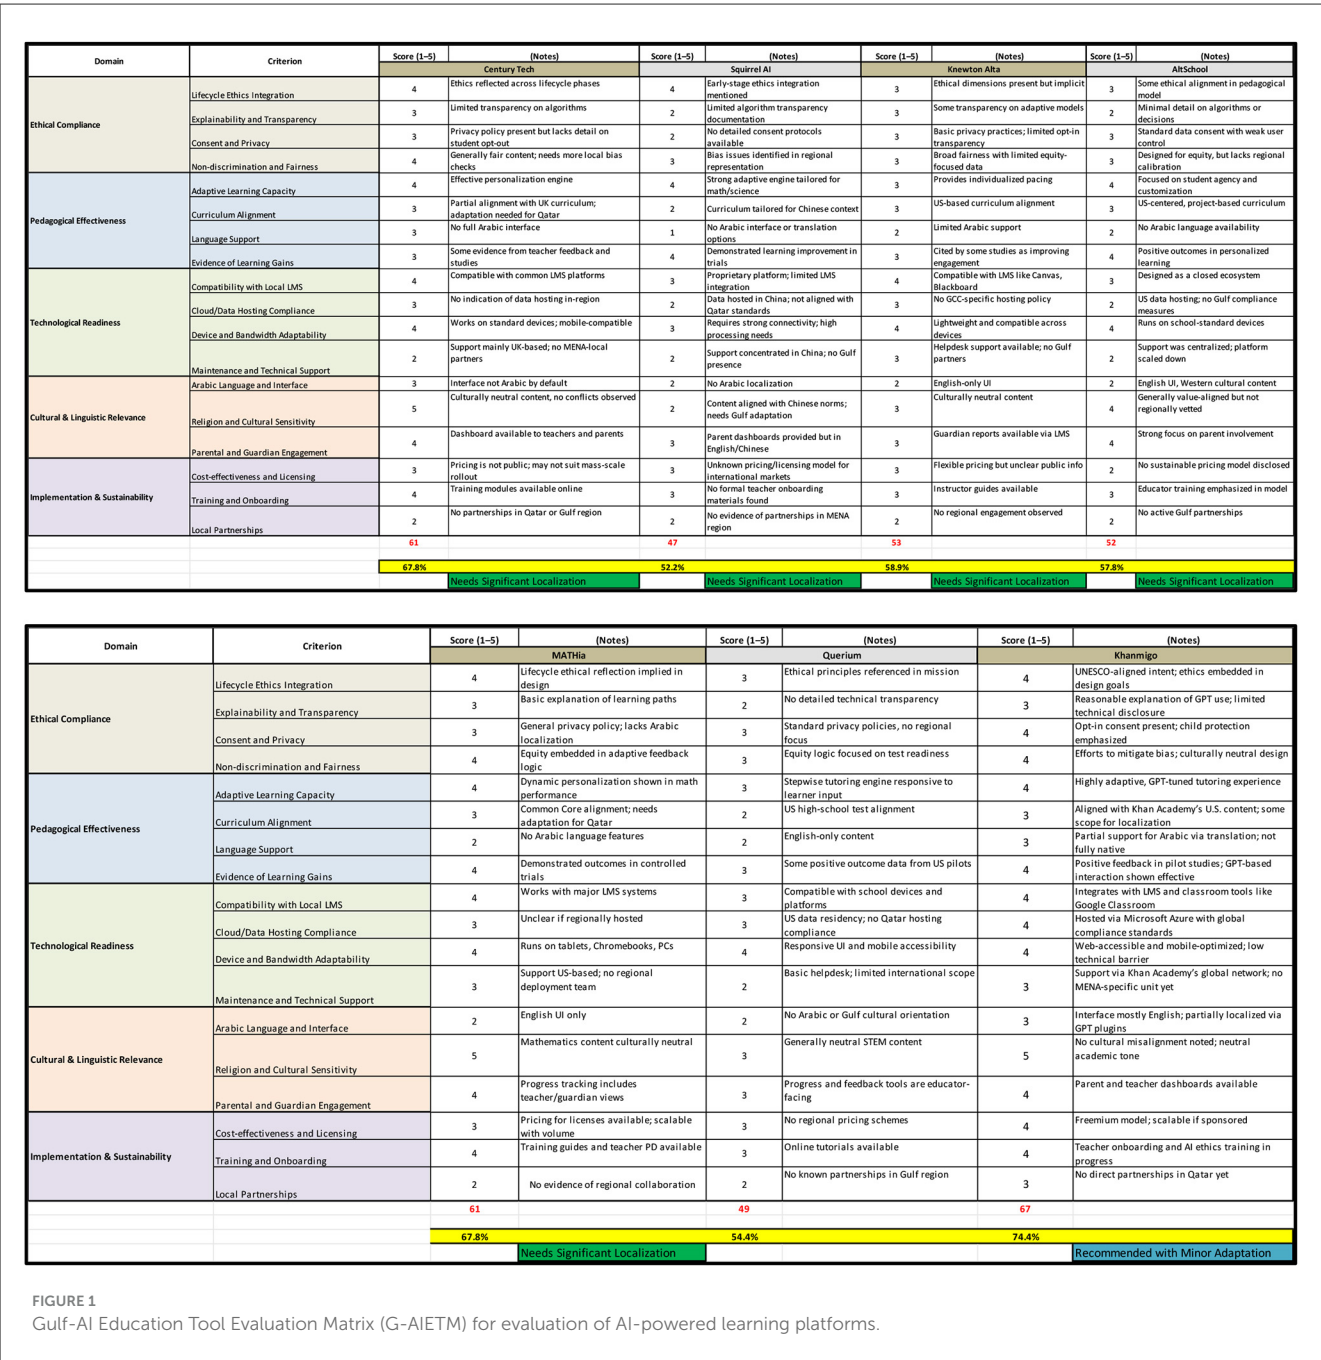 Domain Criterion Score (1–5) (Notes) Score (1–5) (Notes) Score (1–5) (Notes) Score (1–5) (Notes)
Century Tech Squirrel AI Knewton Alta AltSchool
Ethical Compliance
Lifecycle Ethics Integration 4 Ethics reflected across lifecycle phases 4 Early-stage ethics integration mentioned 3 Ethical dimensions present but implicit 3 Some ethical alignment in pedagogical model
Explainability and Transparency 3 Limited transparency on algorithms 2 Limited algorithm transparency documentation 3 Some transparency on adaptive models 2 Minimal detail on algorithms or decisions
Consent and Privacy 3 Privacy policy present but lacks detail on student opt-out 2 No detailed consent protocols available 3 Basic privacy practices; limited opt-in transparency 3 Standard data consent with weak user control
Non-discrimination and Fairness 4 Generally fair content; needs more local bias checks 3 Bias issues identified in regional representation 3 Broad fairness with limited equity-focused data 3 Designed for equity, but lacks regional calibration
Pedagogical Effectiveness
Adaptive Learning Capacity 4 Effective personalization engine 4 Strong adaptive engine tailored for math/science 3 Provides individualized pacing 4 Focused on student agency and customization
Curriculum Alignment 3 Partial alignment with UK curriculum; adaptation needed for Qatar 2 Curriculum tailored for Chinese context 3 US-based curriculum alignment 3 US-centered, project-based curriculum
Language Support 3 No full Arabic interface 1 No Arabic interface or translation options 2 Limited Arabic support 2 No Arabic language availability
Evidence of Learning Gains 3 Some evidence from teacher feedback and studies 4 Demonstrated learning improvement in trials 3 Cited by some studies as improving engagement 4 Positive outcomes in personalized learning
Technological Readiness
Compatibility with Local LMS 4 Compatible with common LMS platforms 3 Proprietary platform; limited LMS integration 4 Compatible with LMS like Canvas, Blackboard 3 Designed as a closed ecosystem
Cloud/Data Hosting Compliance 3 No indication of data hosting in-region 2 Data hosted in China; not aligned with Qatar standards 3 No GCC-specific hosting policy 2 US data hosting; no Gulf compliance measures
Device and Bandwidth Adaptability 4 Works on standard devices; mobile-compatible 3 Requires strong connectivity; high processing needs 4 Lightweight and compatible across devices 4 Runs on school-standard devices
Maintenance and Technical Support 2 Support mainly UK-based; no MENA-local partners 2 Support concentrated in China; no Gulf presence 3 Helpdesk support available; no Gulf partners 2 Support was centralized; platform scaled down
Cultural & Linguistic Relevance
Arabic Language and Interface 3 Interface not Arabic by default 2 No Arabic localization 2 English-only UI 2 English UI, Western cultural content
Religion and Cultural Sensitivity 5 Culturally neutral content, no conflicts observed 2 Content aligned with Chinese norms; needs Gulf adaptation 3 Culturally neutral content 4 Generally value-aligned but not regionally vetted
Parental and Guardian Engagement 4 Dashboard available to teachers and parents 3 Parent dashboards provided but in English/Chinese 3 Guardian reports available via LMS 4 Strong focus on parent involvement
Implementation & Sustainability
Cost-effectiveness and Licensing 3 Pricing is not public; may not suit mass-scale rollout 3 Unknown pricing/licensing model for international markets 3 Flexible pricing but unclear public info 2 No sustainable pricing model disclosed
Training and Onboarding 4 Training modules available online 3 No formal teacher onboarding materials found 3 Instructor guides available 3 Educator training emphasized in model
Local Partnerships 2 No partnerships in Qatar or Gulf region 2 No evidence of partnerships in MENA region 2 No regional engagement observed 2 No active Gulf partnerships
61 47 53 52
67.8% 52.2% 58.9% 57.8%
Needs Significant Localization Needs Significant Localization Needs Significant Localization Needs Significant Localization
Domain Criterion Score (1–5) (Notes) Score (1–5) (Notes) Score (1–5) (Notes)
MATHia Querium Khanmigo
Ethical Compliance
Lifecycle Ethics Integration 4 Lifecycle ethical reflection implied in design 3 Ethical principles referenced in mission 4 UNESCO-aligned intent; ethics embedded in design goals
Explainability and Transparency 3 Basic explanation of learning paths 2 No detailed technical transparency 3 Reasonable explanation of GPT use; limited technical disclosure
Consent and Privacy 3 General privacy policy; lacks Arabic localization 3 Standard privacy policies, no regional focus 4 Opt-in consent present; child protection emphasized
Non-discrimination and Fairness 4 Equity embedded in adaptive feedback logic 3 Equity logic focused on test readiness 4 Efforts to mitigate bias; culturally neutral design
Pedagogical Effectiveness
Adaptive Learning Capacity 4 Dynamic personalization shown in math performance 3 Stepwise tutoring engine responsive to learner input 4 Highly adaptive, GPT-tuned tutoring experience
Curriculum Alignment 3 Common Core alignment; needs adaptation for Qatar 2 US high-school test alignment 3 Aligned with Khan Academy's U.S. content; some scope for localization
Language Support 2 No Arabic language features 2 English-only content 3 Partial support for Arabic via translation; not fully native
Evidence of Learning Gains 4 Demonstrated outcomes in controlled trials 3 Some positive outcome data from US pilots 4 Positive feedback in pilot studies; GPT-based interaction shown effective
Technological Readiness
Compatibility with Local LMS 4 Works with major LMS systems 3 Compatible with school devices and platforms 4 Integrates with LMS and classroom tools like Google Classroom
Cloud/Data Hosting Compliance 3 Unclear if regionally hosted 3 US data residency; no Qatar hosting compliance 4 Hosted via Microsoft Azure with global compliance standards
Device and Bandwidth Adaptability 4 Runs on tablets, Chromebooks, PCs 4 Responsive UI and mobile accessibility 4 Web-accessible and mobile-optimized; low technical barrier
Maintenance and Technical Support 3 Support US-based; no regional deployment team 2 Basic helpdesk; limited international scope 3 Support via Khan Academy's global network; no MENA-specific unit yet
Cultural & Linguistic Relevance
Arabic Language and Interface 2 English UI only 2 No Arabic or Gulf cultural orientation 3 Interface mostly English; partially localized via GPT plugins
Religion and Cultural Sensitivity 5 Mathematics content culturally neutral 3 Generally neutral STEM content 5 No cultural misalignment noted; neutral academic tone
Parental and Guardian Engagement 4 Progress tracking includes teacher/guardian views 3 Progress and feedback tools are educator-facing 4 Parent and teacher dashboards available
Implementation & Sustainability
Cost-effectiveness and Licensing 3 Pricing for licenses available; scalable with volume 3 No regional pricing schemes 4 Freemium model; scalable if sponsored
Training and Onboarding 4 Training guides and teacher PD available 3 Online tutorials available 4 Teacher onboarding and AI ethics training in progress
Local Partnerships 2 No evidence of regional collaboration 2 No known partnerships in Gulf region 3 No direct partnerships in Qatar yet
61 49 67
67.8% 54.4% 74.4%
Needs Significant Localization Recommended with Minor Adaptation
FIGURE 1
Gulf-AI Education Tool Evaluation Matrix (G-AIETM) for evaluation of AI-powered learning platforms.